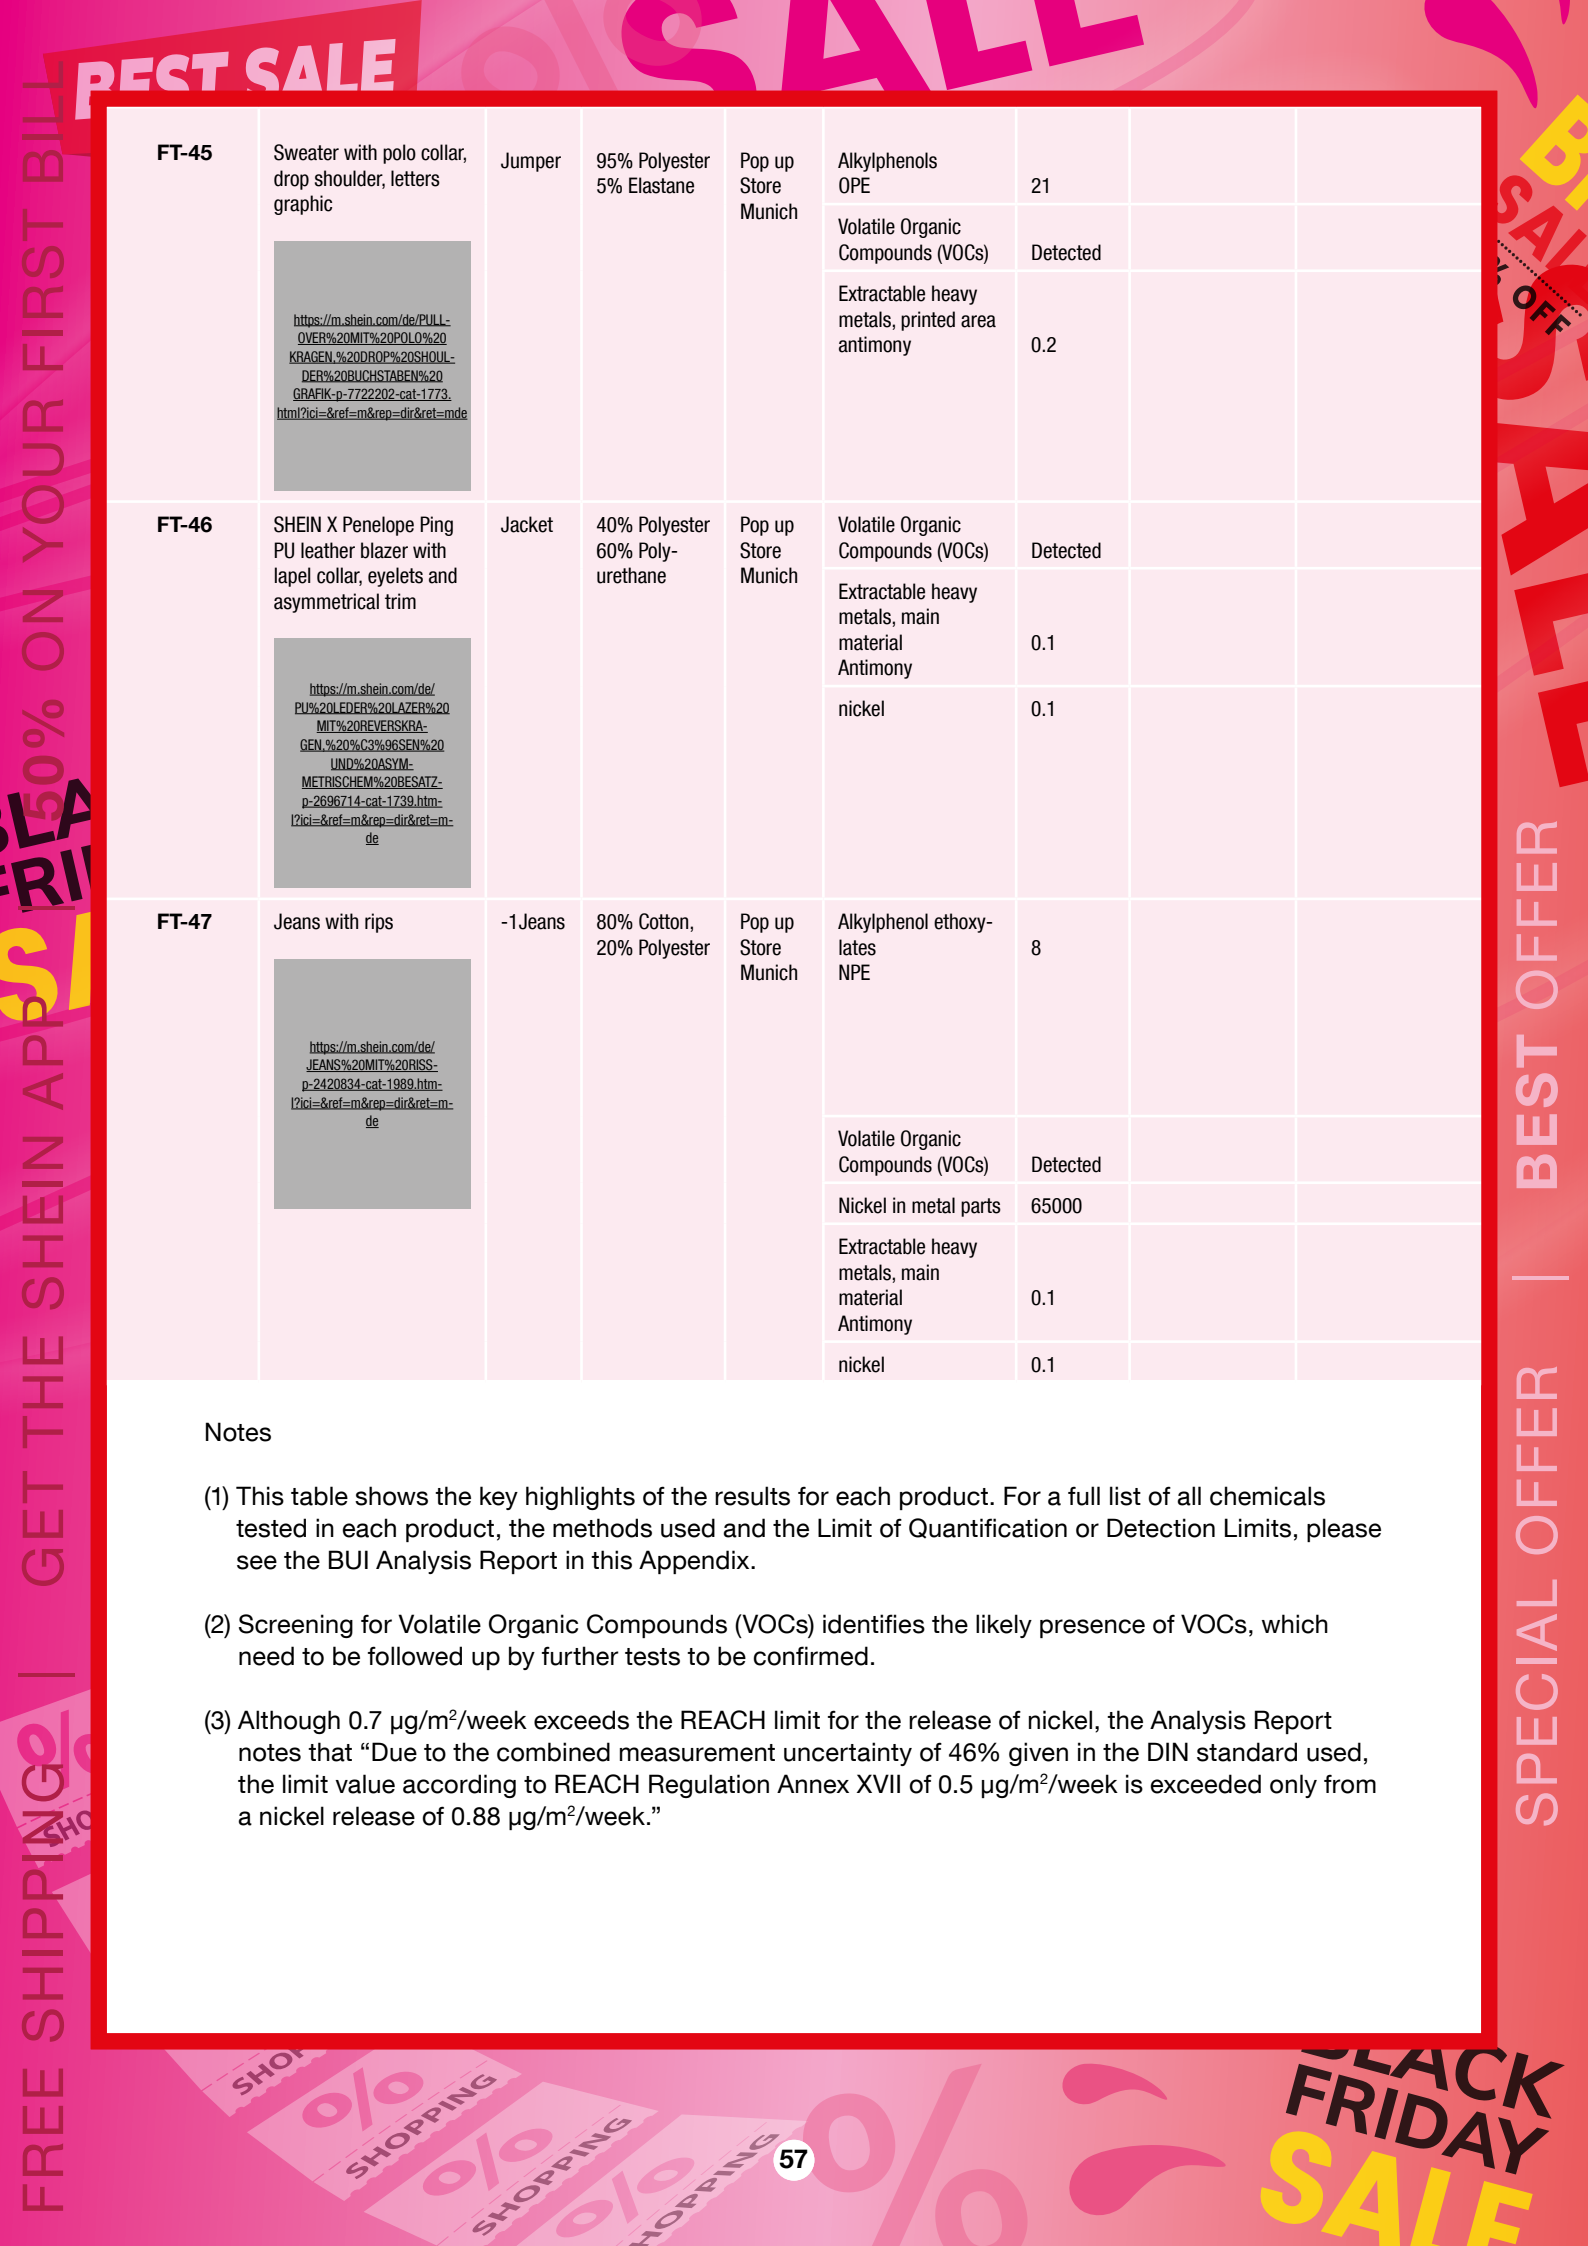 BEST SALE
SALE
FT-45
Sweater with polo collar,
drop shoulder, letters
graphic
https://m.shein.com/de/PULL-
OVER%20MIT%20POLO%20
KRAGEN,%20DROP%20SHOUL-
DER%20BUCHSTABEN%20
GRAFIK-p-7722202-cat-1773.
html?ici=&ref=m&rep=dir&ret=mde
Jumper
95% Polyester
5% Elastane
Pop up
Store
Munich
Alkylphenols
OPE
21
Volatile Organic
Compounds (VOCs)
Detected
Extractable heavy
metals, printed area
antimony
0.2
FT-46
SHEIN X Penelope Ping
PU leather blazer with
lapel collar, eyelets and
asymmetrical trim
https://m.shein.com/de/
PU%20LEDER%20LAZER%20
MIT%20REVERSKRA-
GEN,%20%C3%96SEN%20
UND%20ASYM-
METRISCHEM%20BESATZ-
p-2696714-cat-1739.htm-
l?ici=&ref=m&rep=dir&ret=m-
de
Jacket
40% Polyester
60% Poly-
urethane
Pop up
Store
Munich
Volatile Organic
Compounds (VOCs)
Detected
Extractable heavy
metals, main
material
Antimony
0.1
nickel
0.1
FT-47
Jeans with rips
https://m.shein.com/de/
JEANS%20MIT%20RISS-
p-2420834-cat-1989.htm-
l?ici=&ref=m&rep=dir&ret=m-
de
-1Jeans
80% Cotton,
20% Polyester
Pop up
Store
Munich
Alkylphenol ethoxy-
lates
NPE
8
Volatile Organic
Compounds (VOCs)
Detected
Nickel in metal parts
65000
Extractable heavy
metals, main
material
Antimony
0.1
nickel
0.1
Notes
(1) This table shows the key highlights of the results for each product. For a full list of all chemicals
tested in each product, the methods used and the Limit of Quantification or Detection Limits, please
see the BUI Analysis Report in this Appendix.
(2) Screening for Volatile Organic Compounds (VOCs) identifies the likely presence of VOCs, which
need to be followed up by further tests to be confirmed.
(3) Although 0.7 µg/m²/week exceeds the REACH limit for the release of nickel, the Analysis Report
notes that “Due to the combined measurement uncertainty of 46% given in the DIN standard used,
the limit value according to REACH Regulation Annex XVII of 0.5 µg/m²/week is exceeded only from
a nickel release of 0.88 µg/m²/week.”
57
FREE SHIPPING | GET THE SHEIN APP | 50% ON YOUR FIRST BILL
SPECIAL OFFER | BEST OFFER
% OFF
SALE
% SHOPPING
% SHOPPING
% SHOPPING
%
BLACK
FRIDAY
SALE